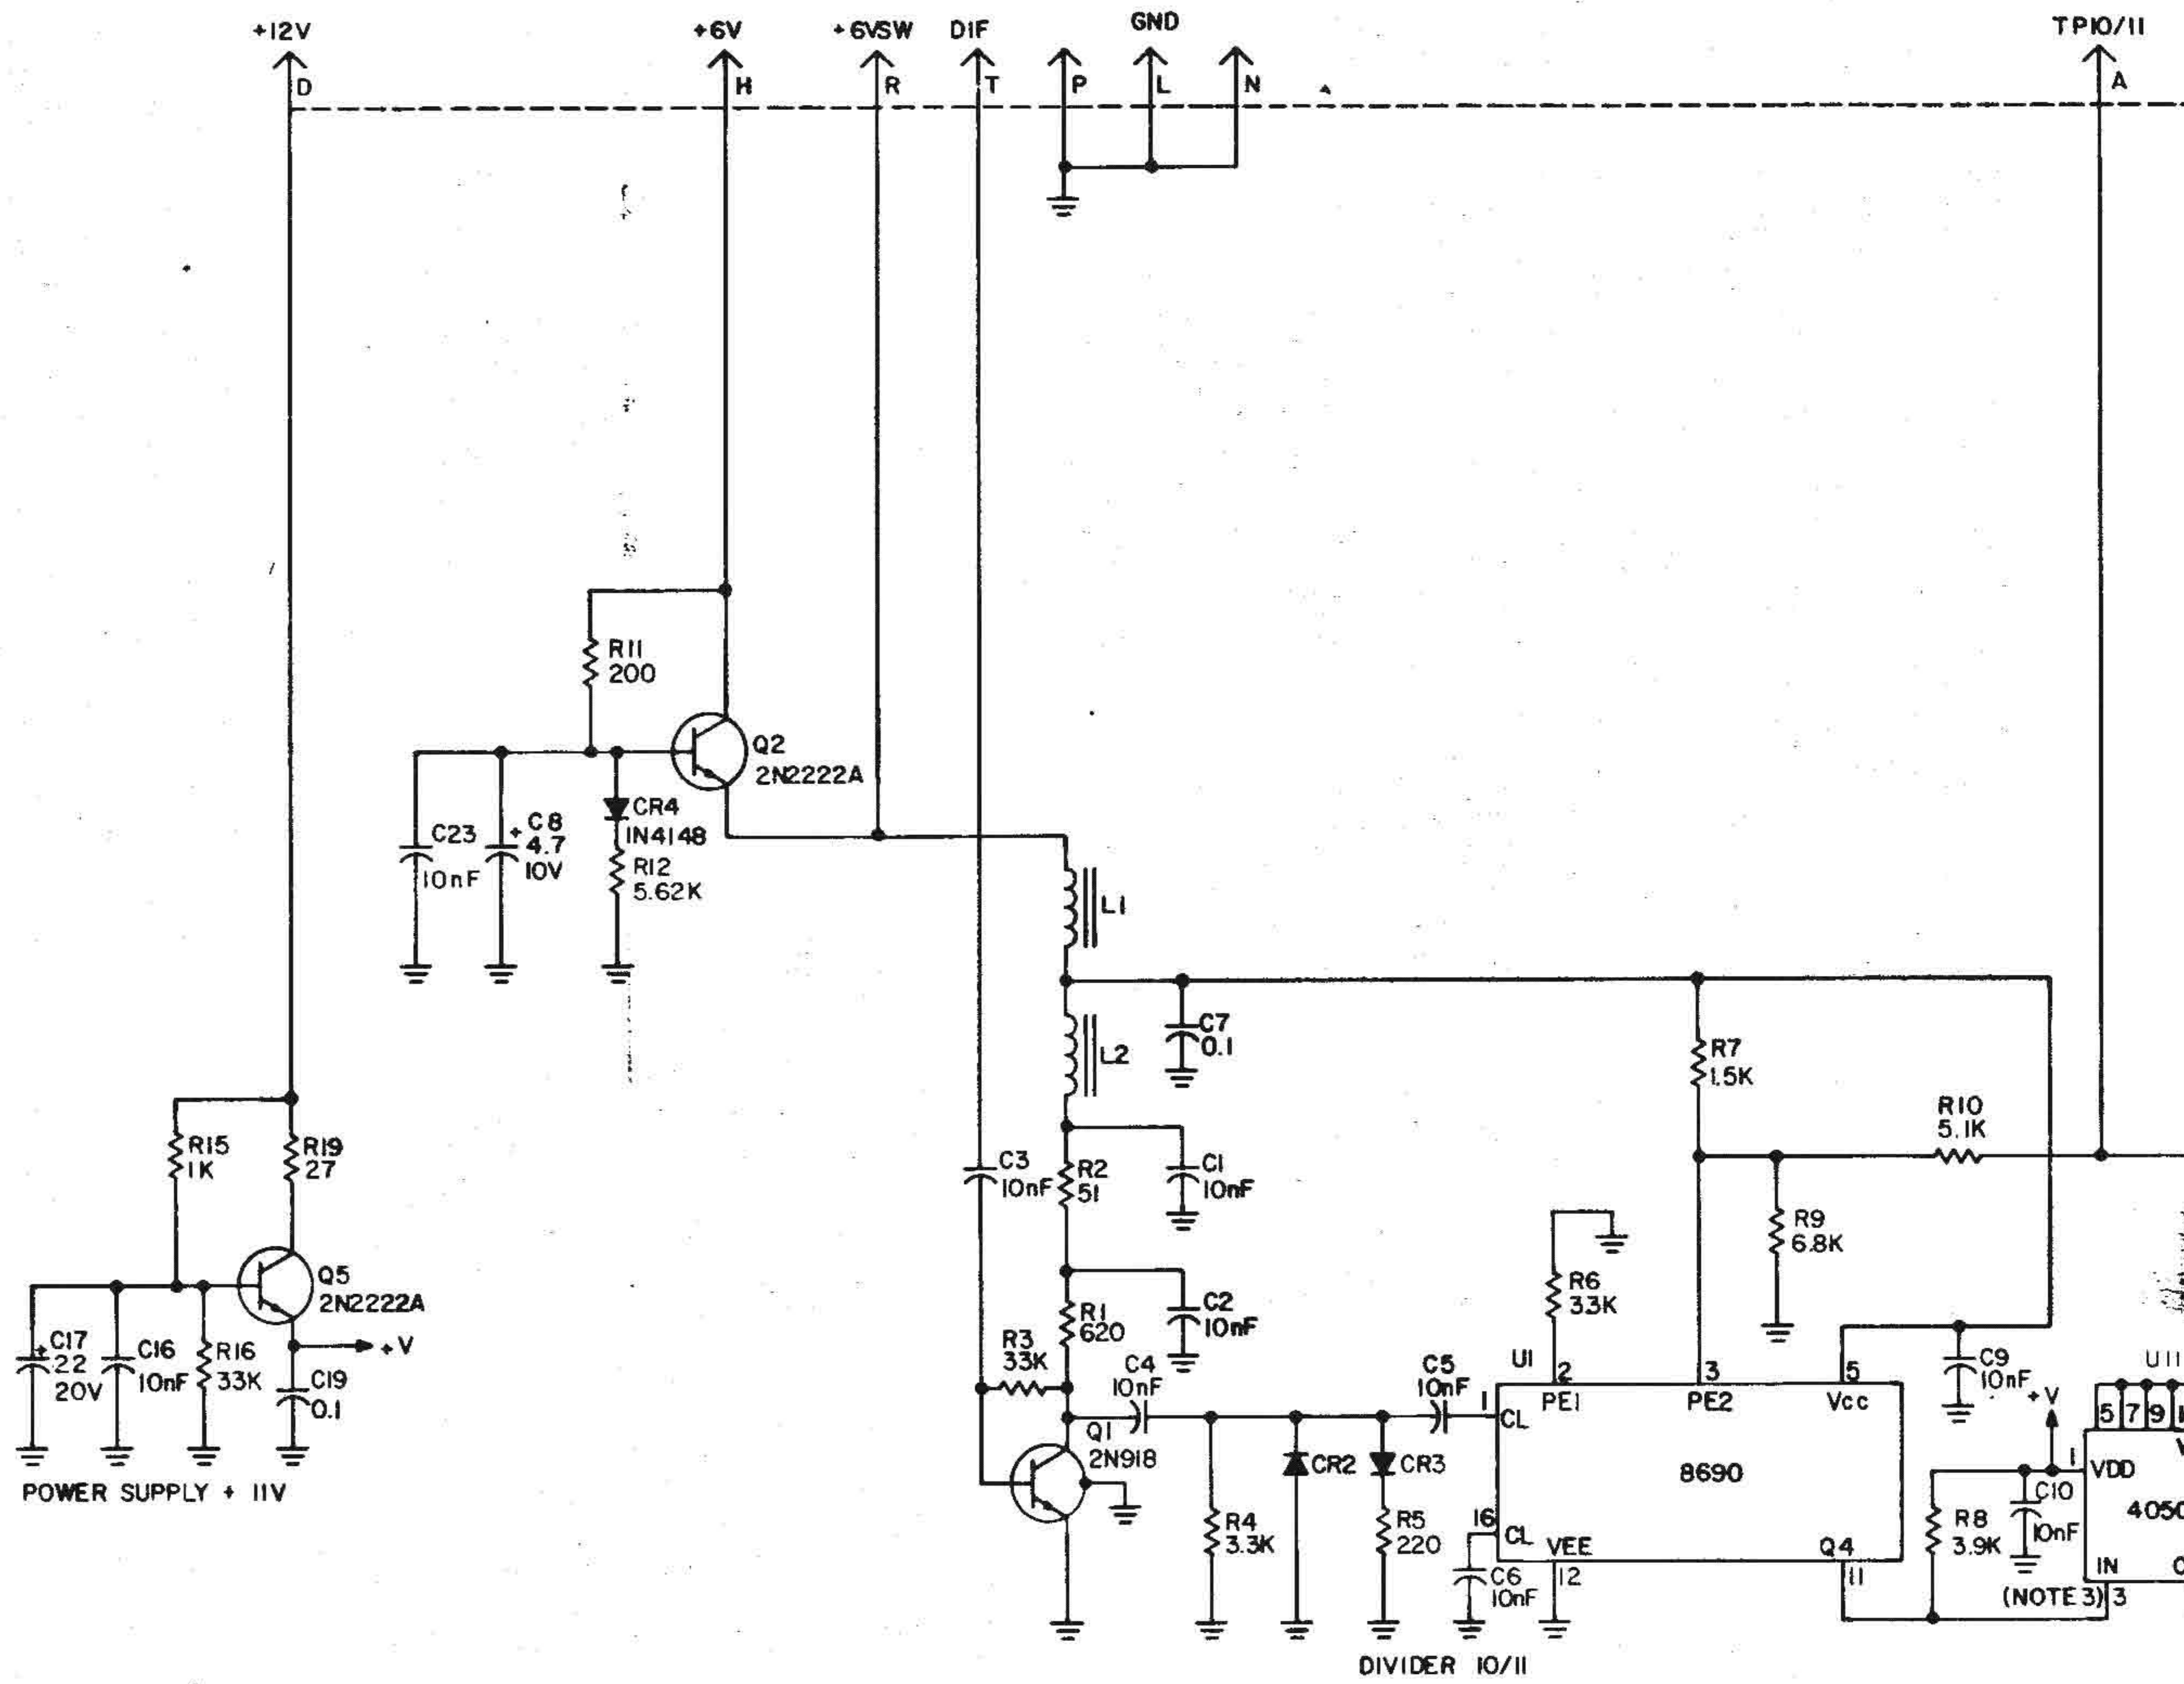 +12V
+6V
+6VSW
D1F
GND
TP10/11
D
H
R
T
P
L
N
A
R11
200
Q2
2N2222A
C23
10nF
+ C8
4.7
10V
CR4
1N4148
R12
5.62K
L1
L2
C7
0.1
R7
1.5K
R10
5.1K
R15
1K
R19
27
C3
10nF
R2
51
C1
10nF
R9
6.8K
R6
33K
Q5
2N2222A
+V
+ C17
22
20V
C16
10nF
R16
33K
C19
0.1
POWER SUPPLY + 11V
R1
620
C2
10nF
R3
33K
C4
10nF
C5
10nF
Q1
2N918
CR2
CR3
R4
3.3K
R5
220
U1
2
3
5
PE1
PE2
Vcc
1
CL
8690
16
CL
VEE
Q4
12
11
C6
10nF
C9
10nF
R8
3.9K
C10
10nF
+V
U11
5 7 9
1
VDD
4050
IN
(NOTE 3) 3
DIVIDER 10/11